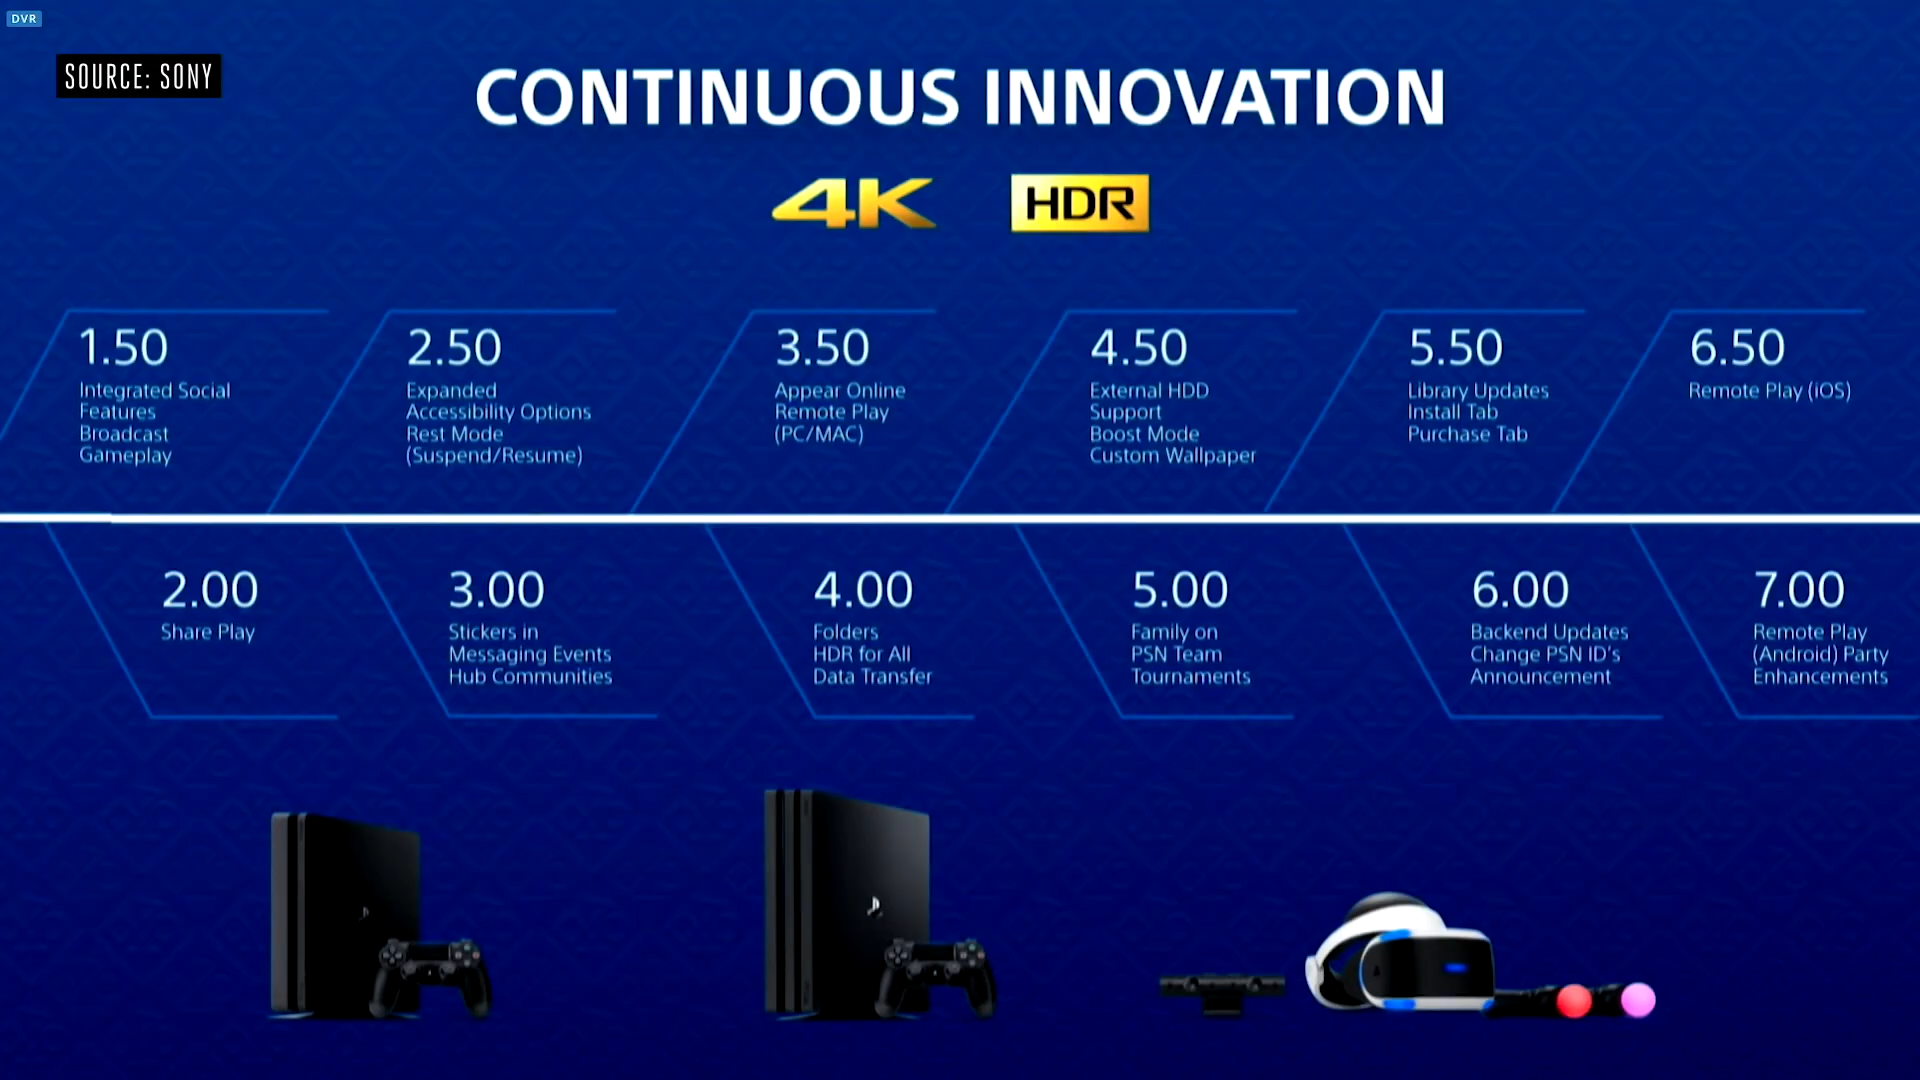 DVR
SOURCE: SONY
CONTINUOUS INNOVATION
4K HDR
1.50
Integrated Social
Features
Broadcast
Gameplay
2.50
Expanded
Accessibility Options
Rest Mode
(Suspend/Resume)
3.50
Appear Online
Remote Play
(PC/MAC)
4.50
External HDD
Support
Boost Mode
Custom Wallpaper
5.50
Library Updates
Install Tab
Purchase Tab
6.50
Remote Play (iOS)
2.00
Share Play
3.00
Stickers in
Messaging Events
Hub Communities
4.00
Folders
HDR for All
Data Transfer
5.00
Family on
PSN Team
Tournaments
6.00
Backend Updates
Change PSN ID's
Announcement
7.00
Remote Play
(Android) Party
Enhancements